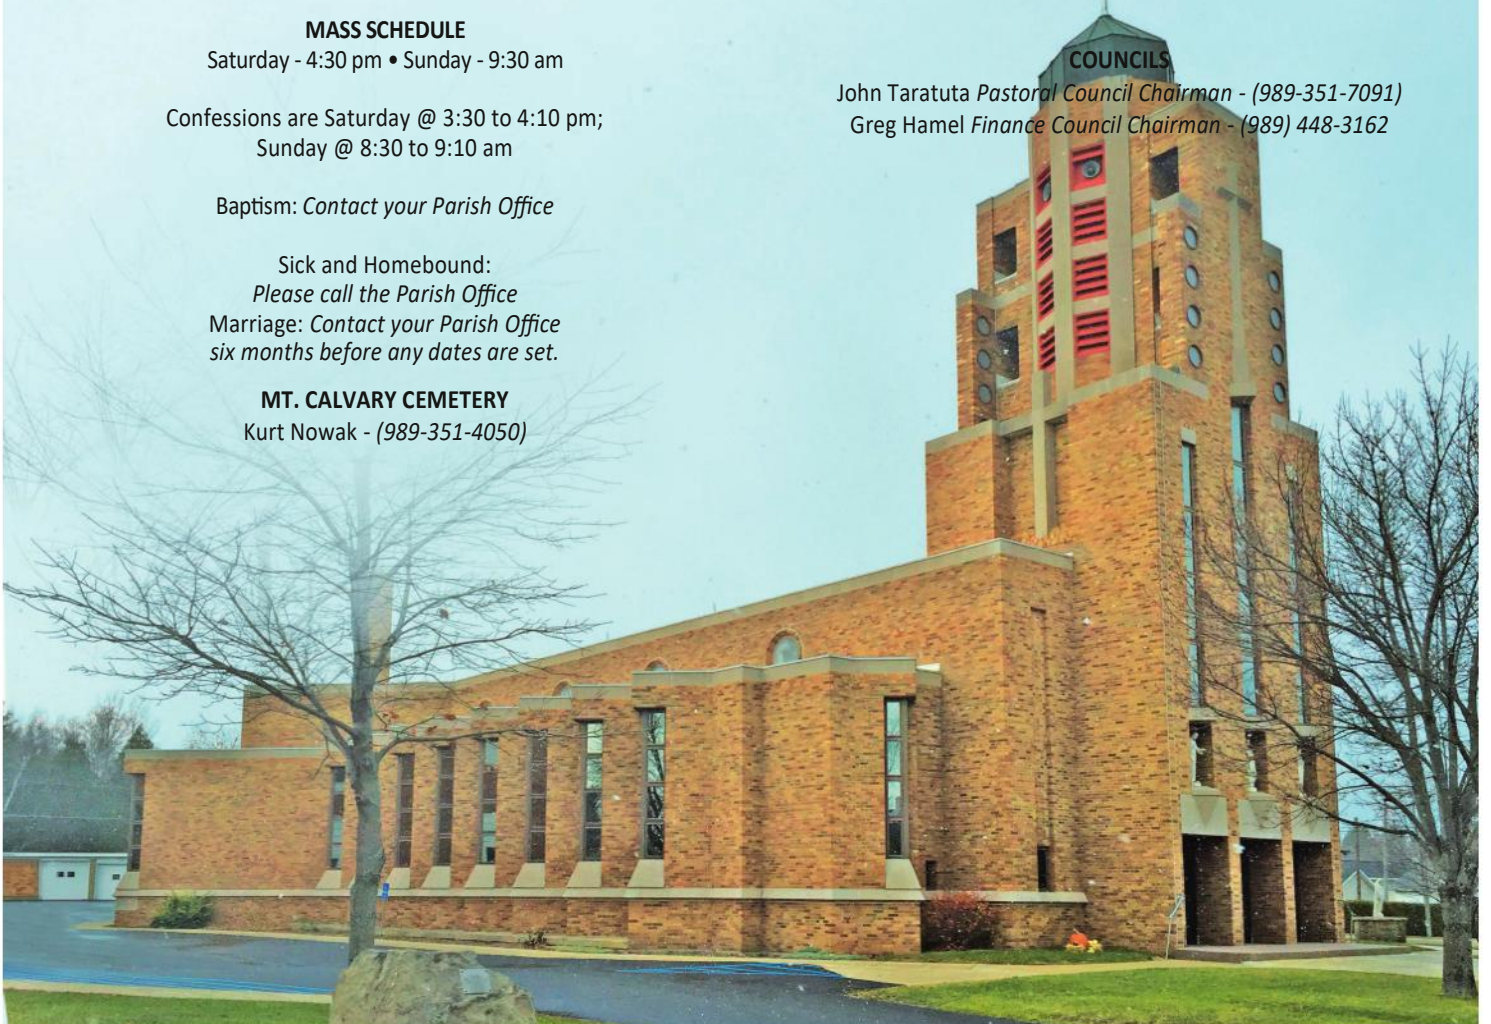 MASS SCHEDULE
Saturday - 4:30 pm • Sunday - 9:30 am
Confessions are Saturday @ 3:30 to 4:10 pm;
Sunday @ 8:30 to 9:10 am
Baptism: Contact your Parish Office
Sick and Homebound:
Please call the Parish Office
Marriage: Contact your Parish Office
six months before any dates are set.
MT. CALVARY CEMETERY
Kurt Nowak - (989-351-4050)
COUNCILS
John Taratuta Pastoral Council Chairman - (989-351-7091)
Greg Hamel Finance Council Chairman - (989) 448-3162